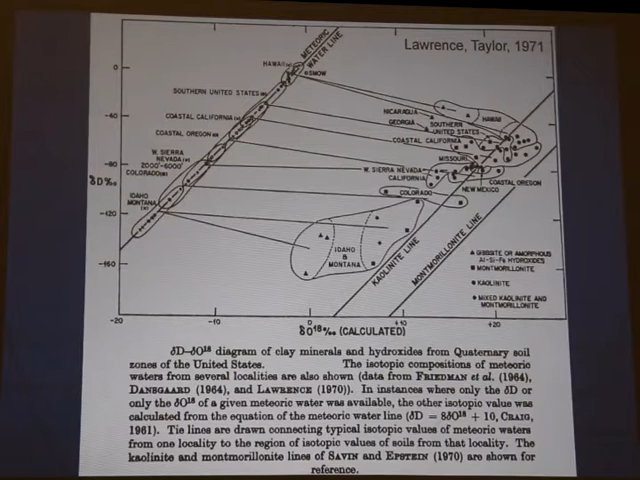 Lawrence, Taylor, 1971
METEORIC
WATER LINE
HAWAII
SMOW
SOUTHERN UNITED STATES
COASTAL CALIFORNIA
COASTAL OREGON
W. SIERRA
NEVADA
2000'-6000'
COLORADO
IDAHO
MONTANA
NICARAGUA
GEORGIA
HAWAII
SOUTHERN
UNITED STATES
COASTAL CALIFORNIA
MISSOURI
W. SIERRA NEVADA
CALIFORNIA
COASTAL OREGON
COLORADO
NEW MEXICO
IDAHO
&
MONTANA
KAOLINITE LINE
MONTMORILLONITE LINE
▲ GIBBSITE OR AMORPHOUS
Al-Si-Fe HYDROXIDES
■ MONTMORILLONITE
● KAOLINITE
MIXED KAOLINITE AND
MONTMORILLONITE
0
-40
-80
-120
-160
δD‰
-20
-10
0
+10
+20
δO¹⁸‰ (CALCULATED)
δD-δO¹⁸ diagram of clay minerals and hydroxides from Quaternary soil
zones of the United States. The isotopic compositions of meteoric
waters from several localities are also shown (data from FRIEDMAN et al. (1964),
DANSGAARD (1964), and LAWRENCE (1970)). In instances where only the δD or
only the δO¹⁸ of a given meteoric water was available, the other isotopic value was
calculated from the equation of the meteoric water line (δD = 8δO¹⁸ + 10, CRAIG,
1961). Tie lines are drawn connecting typical isotopic values of meteoric waters
from one locality to the region of isotopic values of soils from that locality. The
kaolinite and montmorillonite lines of SAVIN and EPSTEIN (1970) are shown for
reference.